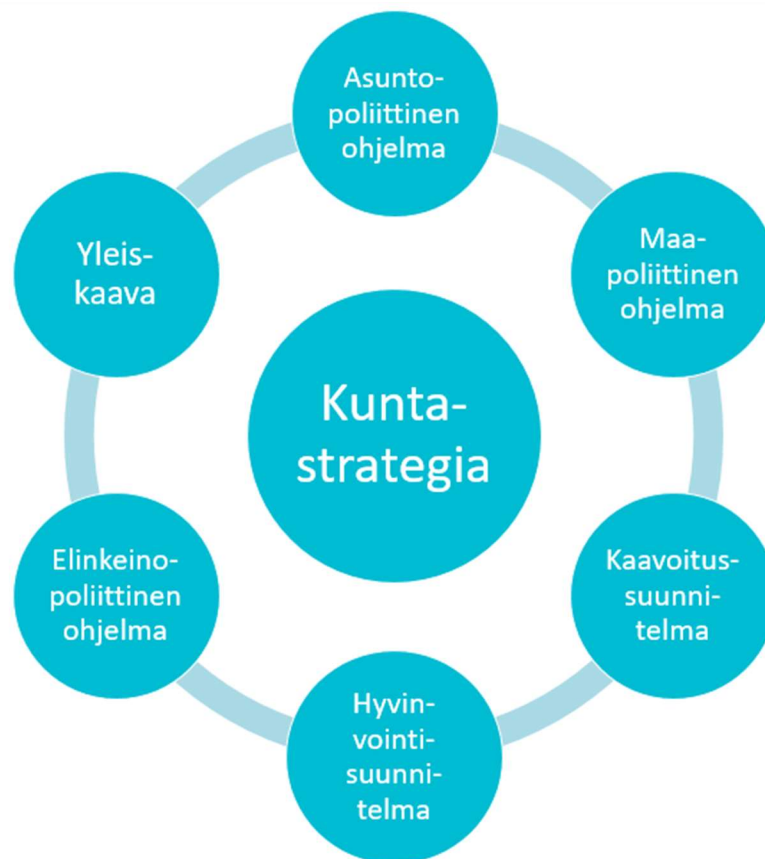 Asunto-
poliittinen
ohjelma
Maa-
poliittinen
ohjelma
Kaavoitus-
suunni-
telma
Hyvin-
vointi-
suunni-
telma
Elinkeino-
poliittinen
ohjelma
Yleis-
kaava
Kunta-
strategia